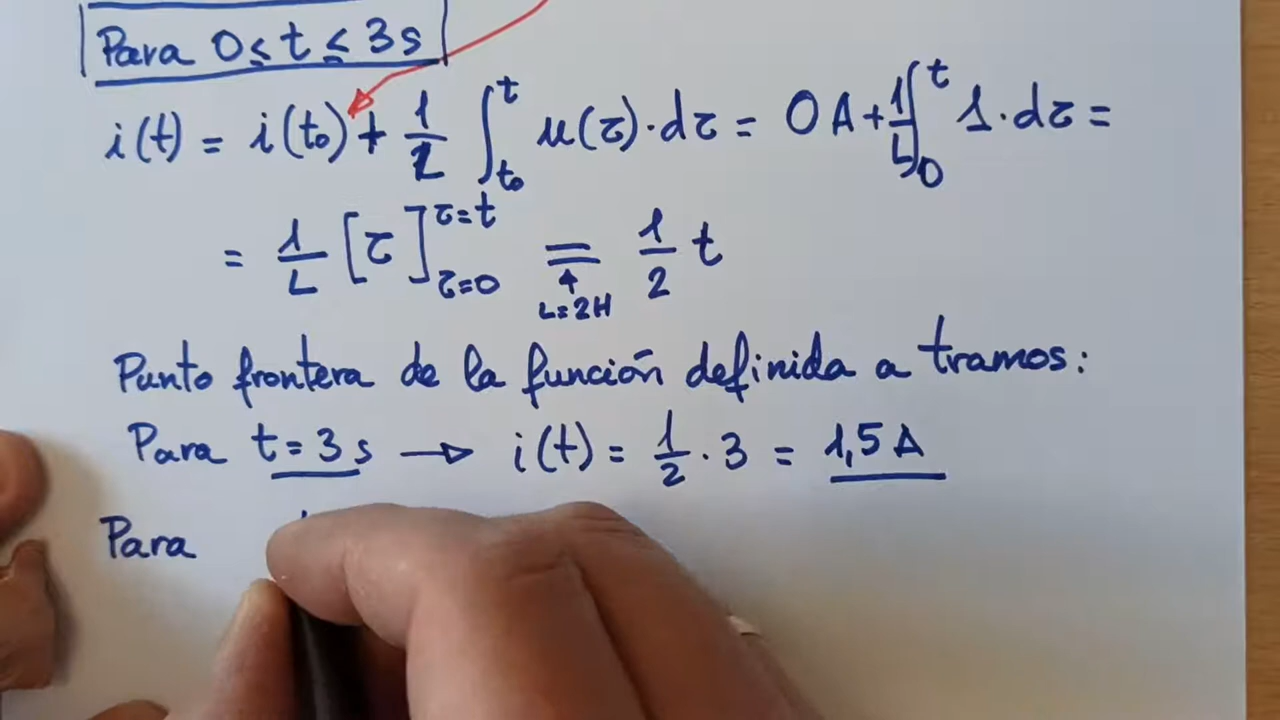 Para 0 ≤ t ≤ 3s
i(t) = i(t₀) + 1/L ∫_{t₀}^{t} u(τ)·dτ = 0 A + 1/L ∫_{0}^{t} 1·dτ =
= 1/L [τ]_{τ=0}^{τ=t} = 1/2 t
L=2H
Punto frontera de la función definida a tramos:
Para t = 3 s → i(t) = 1/2 · 3 = 1,5 A
Para